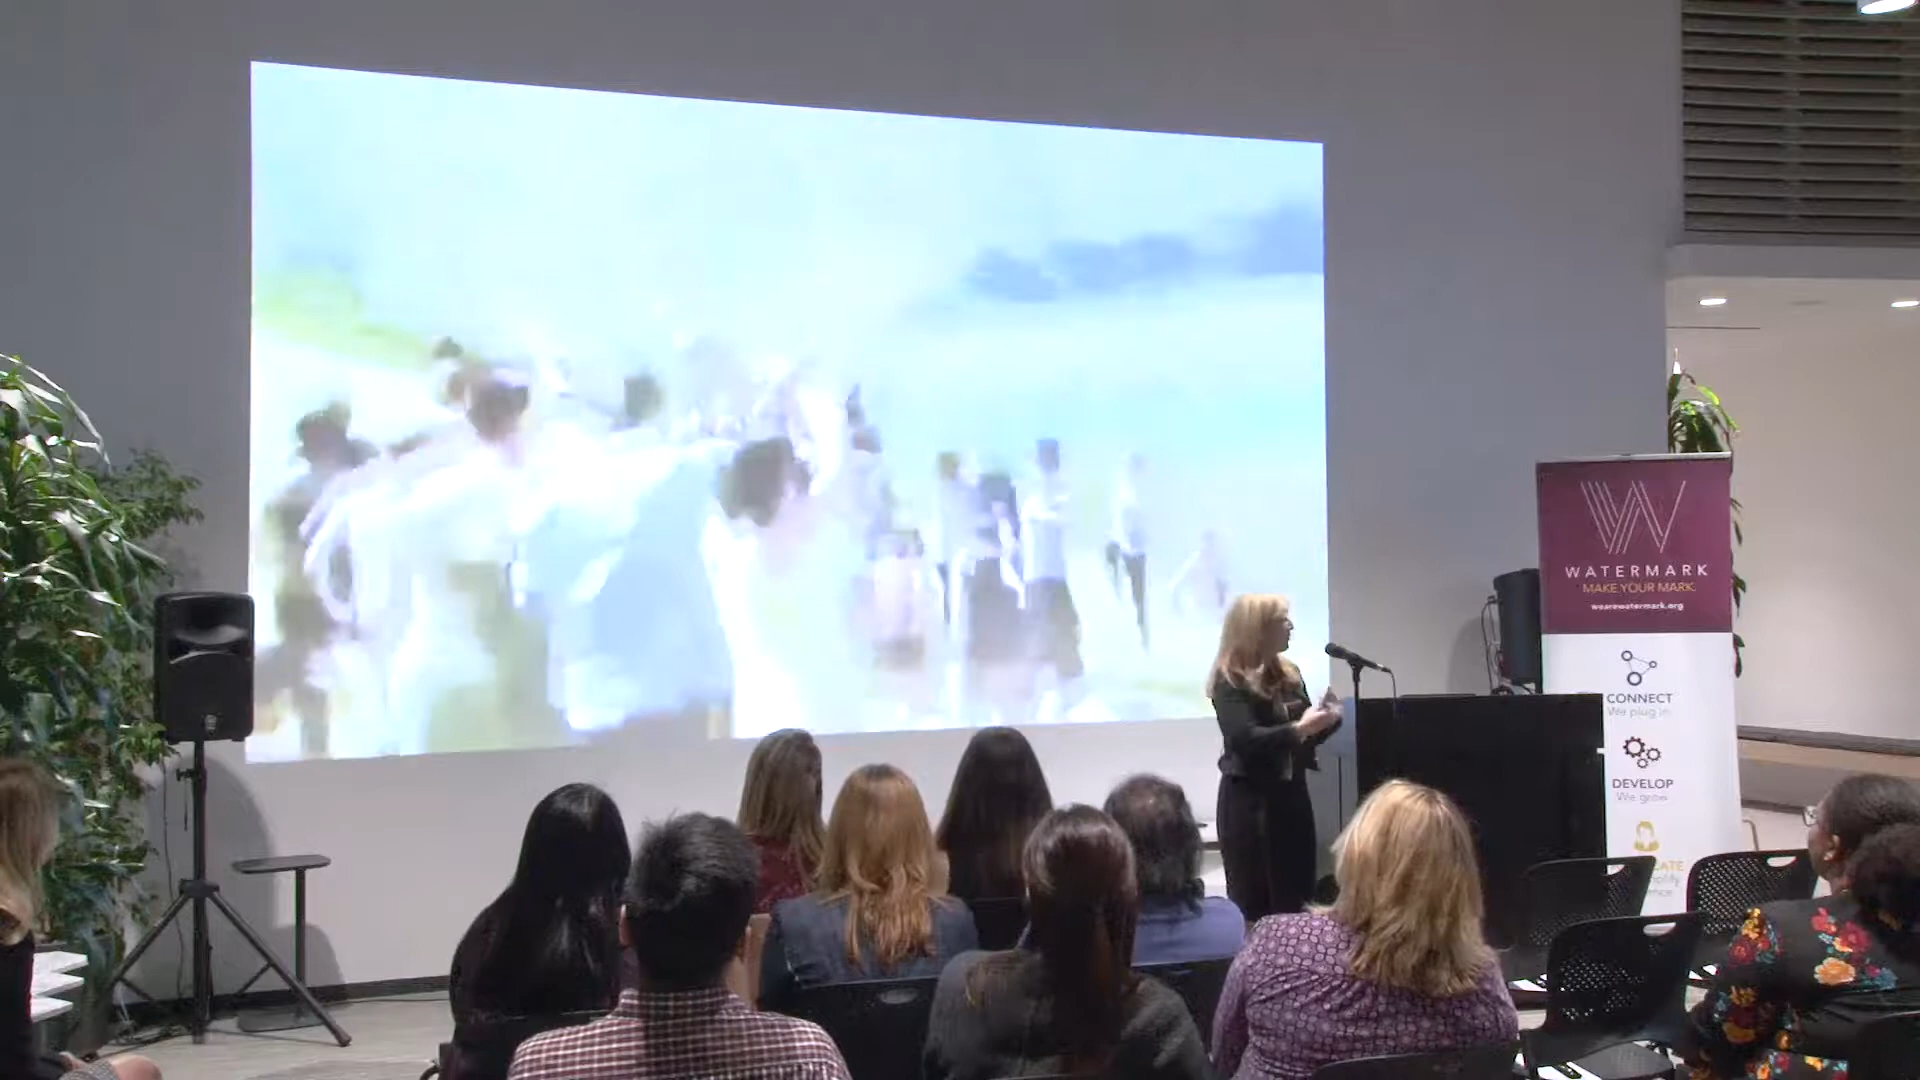 WATERMARK
MAKE YOUR MARK.
wearewatermark.org
CONNECT
We plug in
DEVELOP
We grow